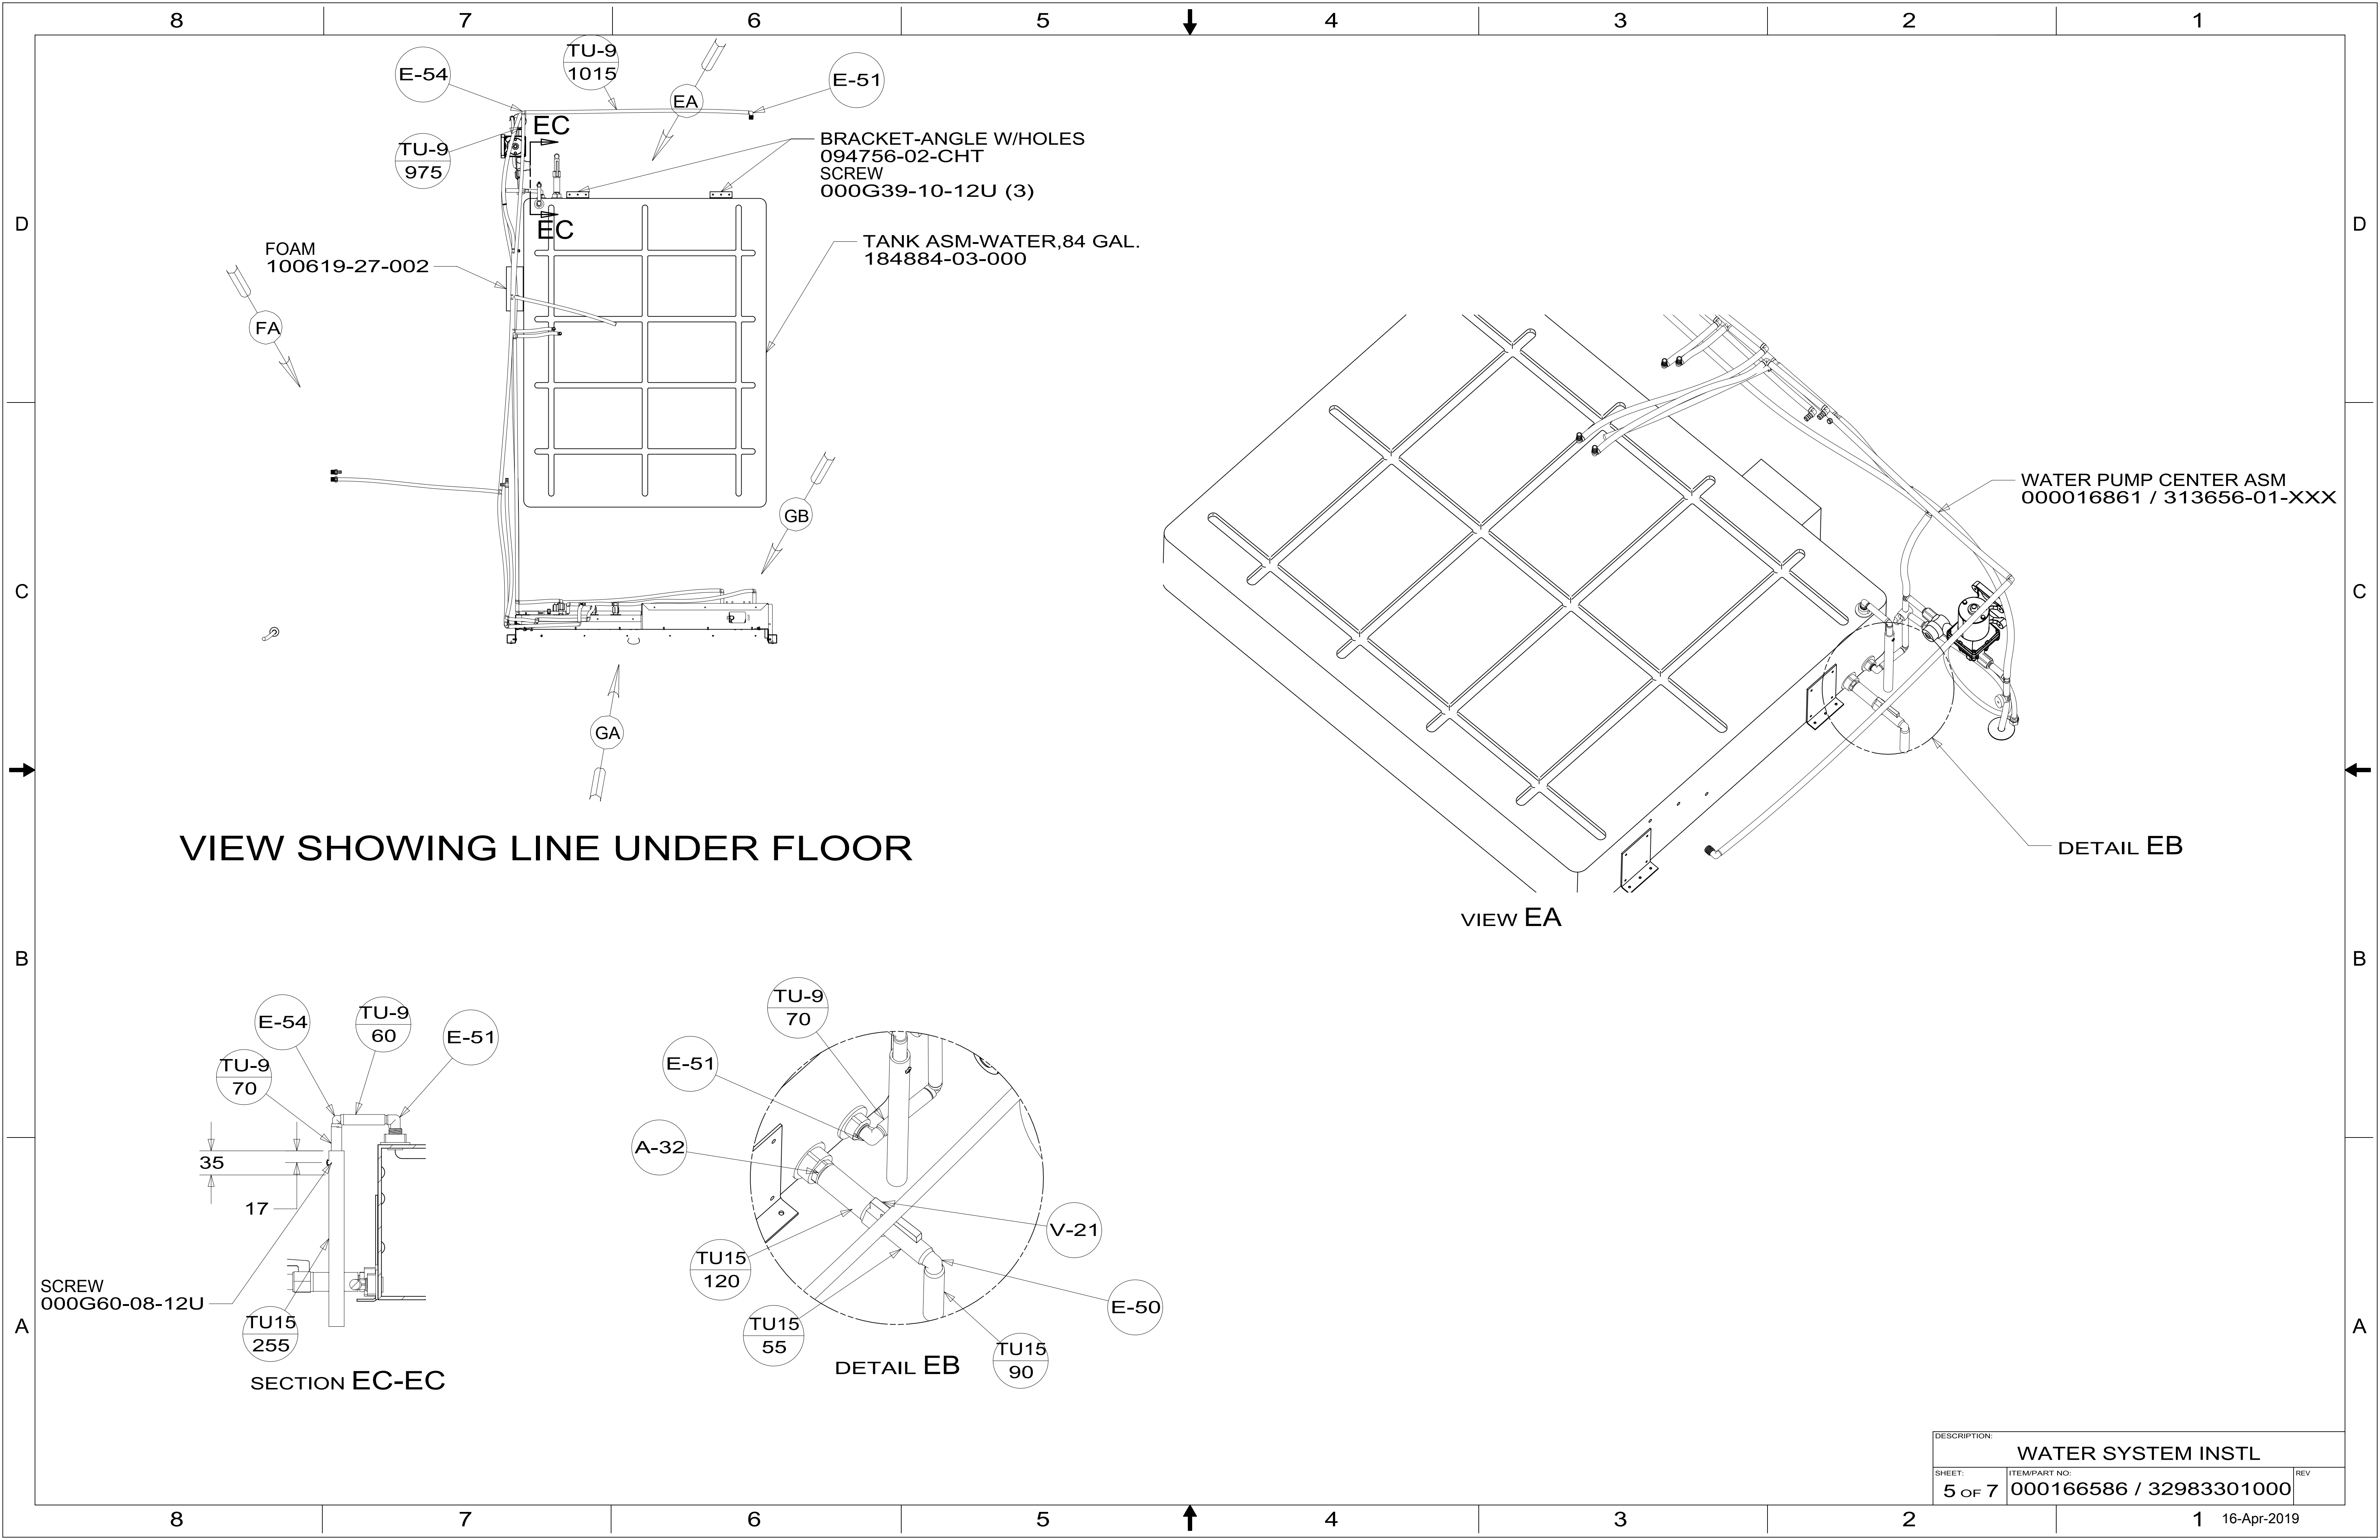 8 7 6 5 4 3 2 1
D
C
B
A
D
C
B
A
E-54
TU-9
1015
EA
E-51
EC
TU-9
975
BRACKET-ANGLE W/HOLES
094756-02-CHT
SCREW
000G39-10-12U (3)
EC
FOAM
100619-27-002
TANK ASM-WATER,84 GAL.
184884-03-000
FA
GB
GA
VIEW SHOWING LINE UNDER FLOOR
WATER PUMP CENTER ASM
000016861 / 313656-01-XXX
DETAIL EB
VIEW EA
E-54
TU-9
60
E-51
TU-9
70
35
17
SCREW
000G60-08-12U
TU15
255
SECTION EC-EC
TU-9
70
E-51
A-32
V-21
TU15
120
E-50
TU15
55
TU15
90
DETAIL EB
DESCRIPTION:
WATER SYSTEM INSTL
SHEET:
5 OF 7
ITEM/PART NO:
000166586 / 32983301000
REV
8 7 6 5 4 3 2 1
16-Apr-2019